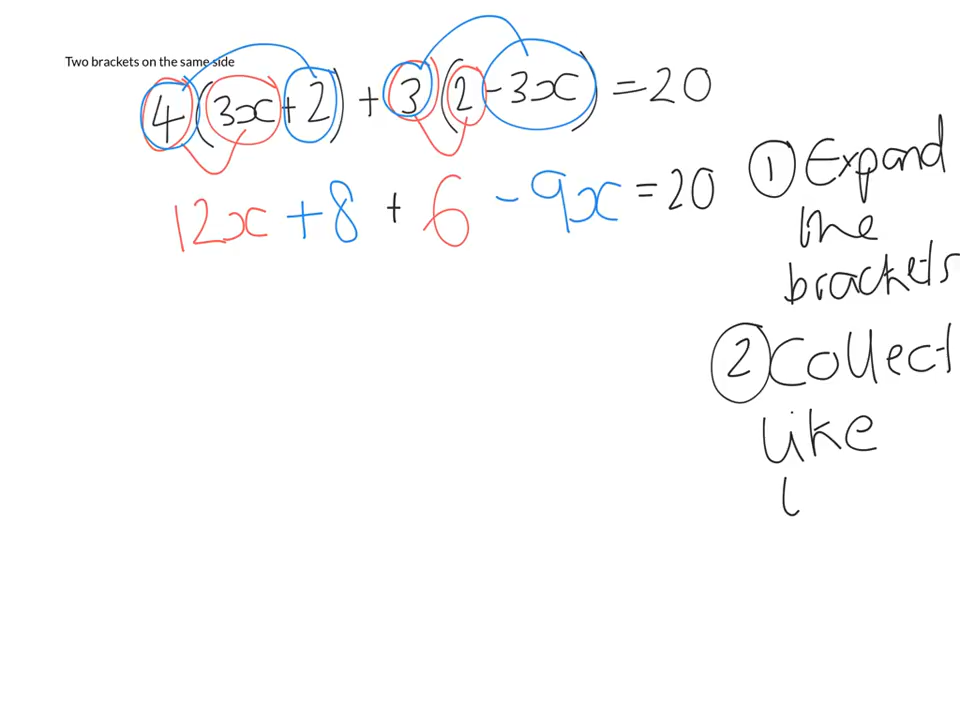 Two brackets on the same side
4(3x+2) + 3(2-3x) = 20
12x + 8 + 6 - 9x = 20
① Expand
the
brackets
② Collect
like